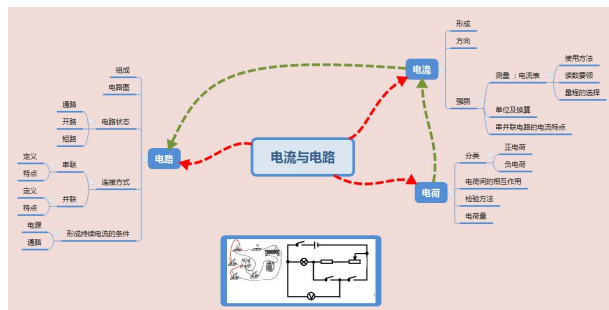 电流与电路
电路
组成
电路图
电路状态
通路
开路
短路
连接方式
串联
定义
特点
并联
定义
特点
形成持续电流的条件
电源
通路
电流
形成
方向
强弱
测量：电流表
使用方法
读数要领
量程的选择
单位及换算
串并联电路的电流特点
电荷
分类
正电荷
负电荷
电荷间的相互作用
检验方法
电荷量
V